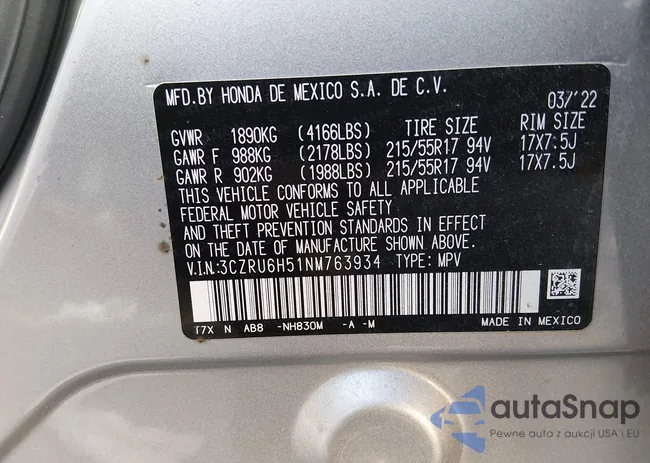 MFD.BY HONDA DE MEXICO S.A. DE C.V.
03/'22
GVWR 1890KG (4166LBS) TIRE SIZE RIM SIZE
GAWR F 988KG (2178LBS) 215/55R17 94V 17X7.5J
GAWR R 902KG (1988LBS) 215/55R17 94V 17X7.5J
THIS VEHICLE CONFORMS TO ALL APPLICABLE
FEDERAL MOTOR VEHICLE SAFETY
AND THEFT PREVENTION STANDARDS IN EFFECT
ON THE DATE OF MANUFACTURE SHOWN ABOVE.
V.I.N:3CZRU6H51NM763934 TYPE: MPV
T7X N AB8 -NH830M -A -M MADE IN MEXICO
autaSnap
Pewne auta z aukcji USA i EU